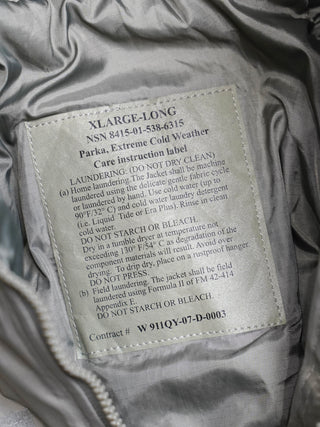 XLARGE-LONG
NSN 8415-01-538-6315
Parka, Extreme Cold Weather
Care instruction label
LAUNDERING: (DO NOT DRY CLEAN)
(a) Home laundering The Jacket shall be machine
laundered using the delicate gentle fabric cycle
or laundered by hand. Use cold water (up to
90°F/32° C) and cold water laundry detergent
(i.e. Liquid Tide or Era Plus). Rinse in clean
cold water.
DO NOT STARCH OR BLEACH.
Dry in a tumble dryer at temperature not
exceeding 130° F/54° C as degradation of the
component materials will result. Avoid over
drying. To drip dry, place on a rustproof hanger.
DO NOT PRESS.
(b) Field laundering. The jacket shall be field
laundered using Formula II of FM 42-414
Appendix E.
DO NOT STARCH OR BLEACH.
Contract # W 911QY-07-D-0003